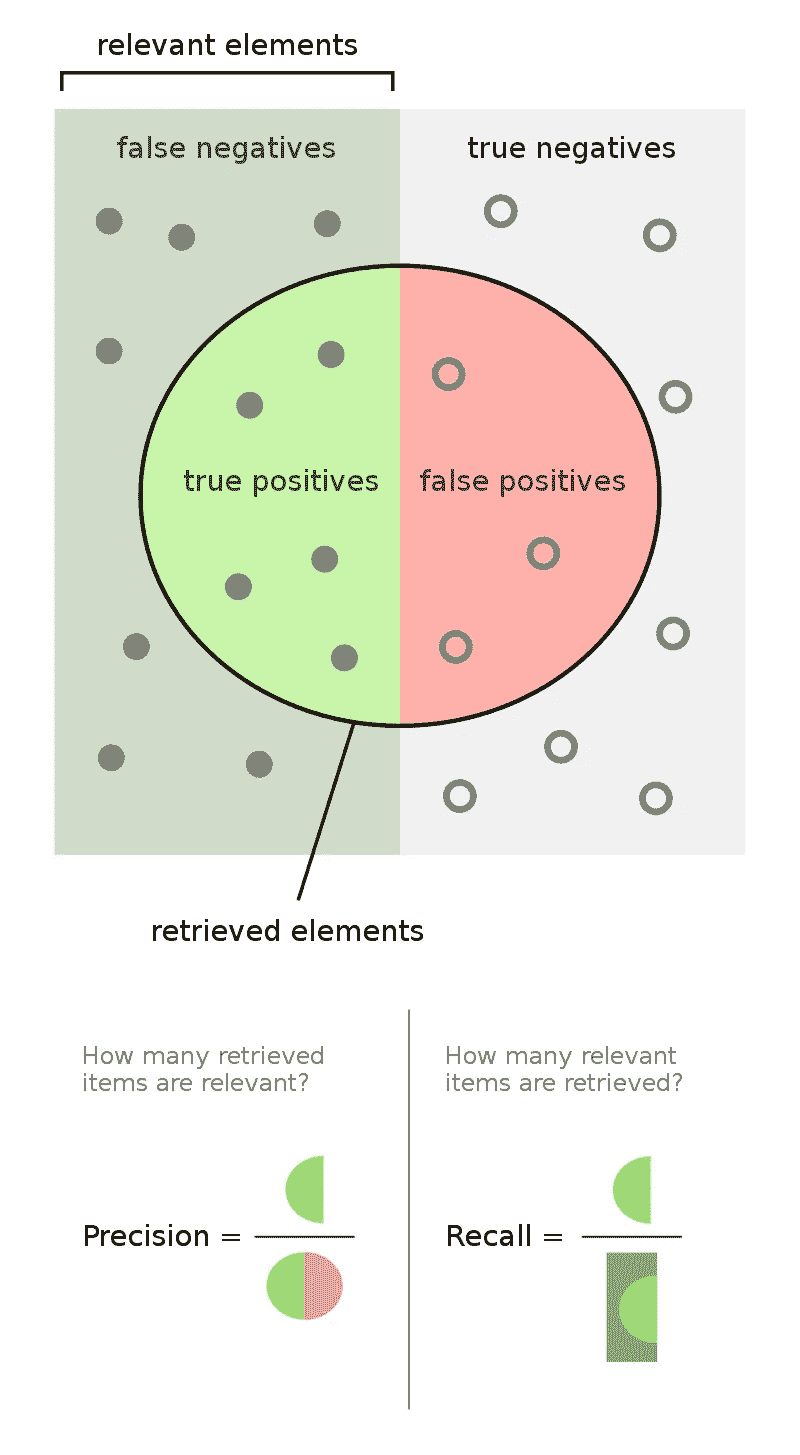 relevant elements
false negatives
true negatives
true positives
false positives
retrieved elements
How many retrieved
items are relevant?
How many relevant
items are retrieved?
Precision =
Recall =